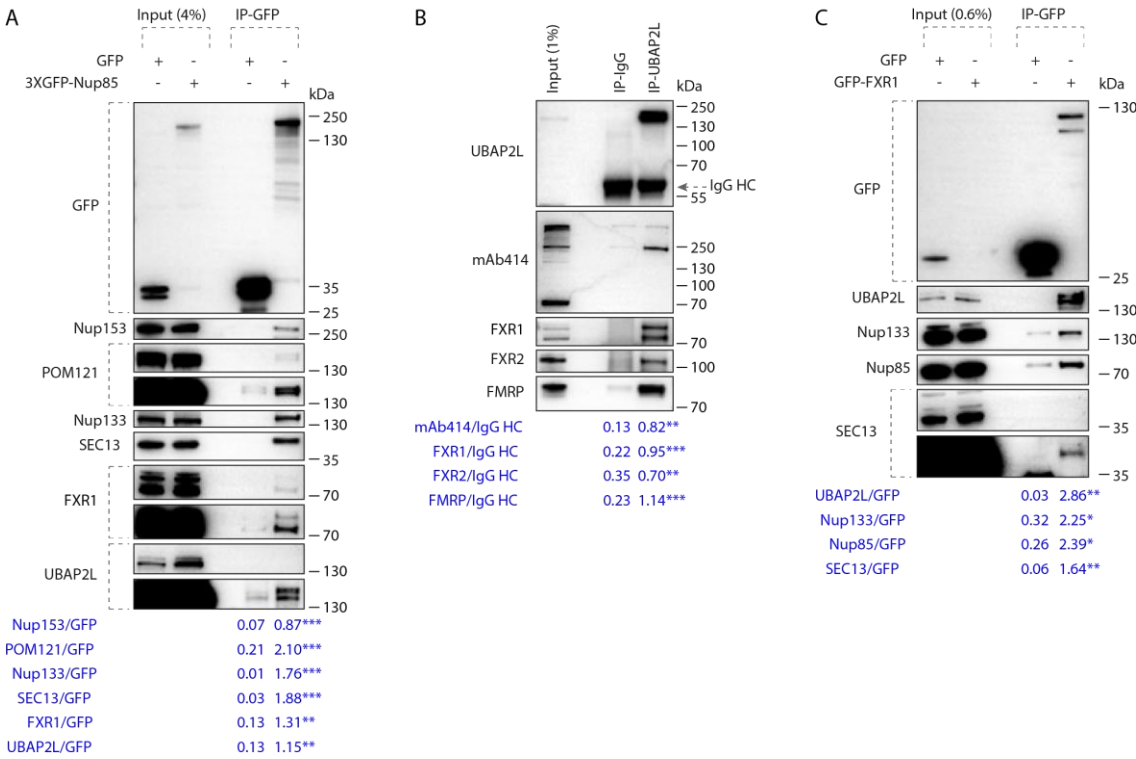 A
Input (4%) IP-GFP
GFP + - + -
3XGFP-Nup85 - + - +
kDa
GFP
250
130
35
25
Nup153
250
POM121
130
130
Nup133
130
SEC13
35
FXR1
70
70
UBAP2L
130
130
Nup153/GFP 0.07 0.87***
POM121/GFP 0.21 2.10***
Nup133/GFP 0.01 1.76***
SEC13/GFP 0.03 1.88***
FXR1/GFP 0.13 1.31**
UBAP2L/GFP 0.13 1.15**
B
Input (1%)
IP-IgG
IP-UBAP2L
kDa
UBAP2L
250
130
100
70
IgG HC
55
mAb414
250
130
100
70
FXR1
70
FXR2
100
FMRP
70
mAb414/IgG HC 0.13 0.82**
FXR1/IgG HC 0.22 0.95***
FXR2/IgG HC 0.35 0.70**
FMRP/IgG HC 0.23 1.14***
C
Input (0.6%) IP-GFP
GFP + - + -
GFP-FXR1 - + - +
kDa
GFP
130
25
UBAP2L
130
Nup133
130
Nup85
70
SEC13
35
35
UBAP2L/GFP 0.03 2.86**
Nup133/GFP 0.32 2.25*
Nup85/GFP 0.26 2.39*
SEC13/GFP 0.06 1.64**